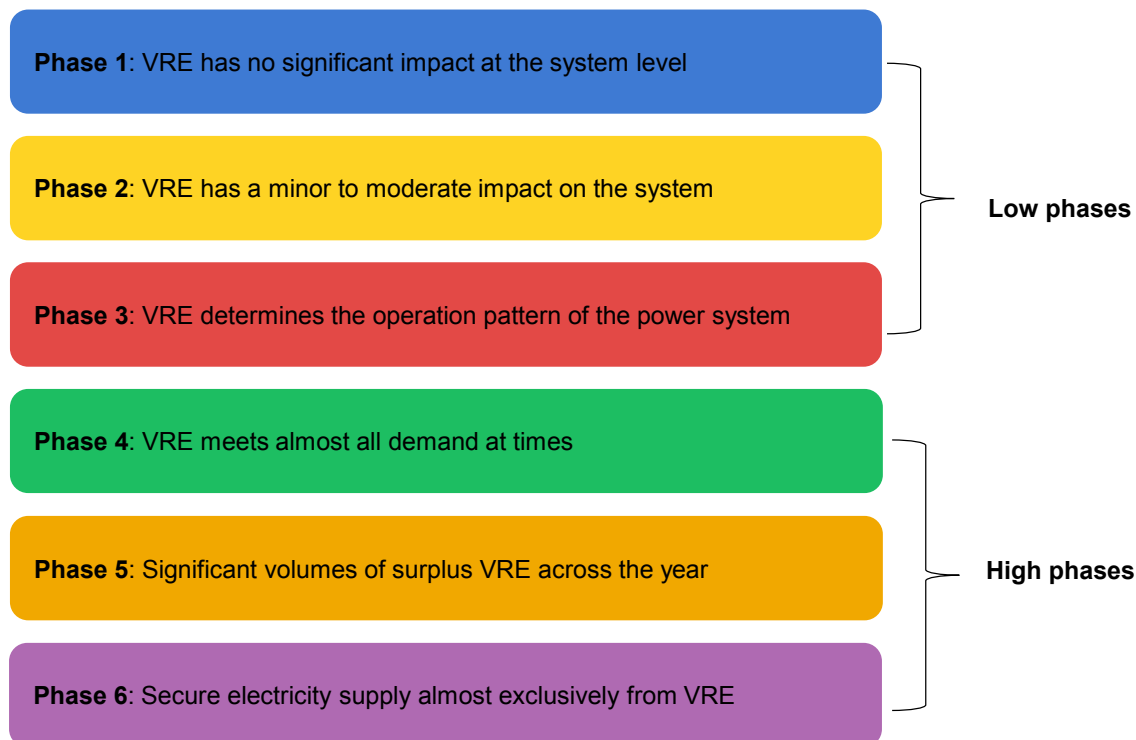 Phase 1: VRE has no significant impact at the system level
Phase 2: VRE has a minor to moderate impact on the system
Low phases
Phase 3: VRE determines the operation pattern of the power system
Phase 4: VRE meets almost all demand at times
Phase 5: Significant volumes of surplus VRE across the year
High phases
Phase 6: Secure electricity supply almost exclusively from VRE